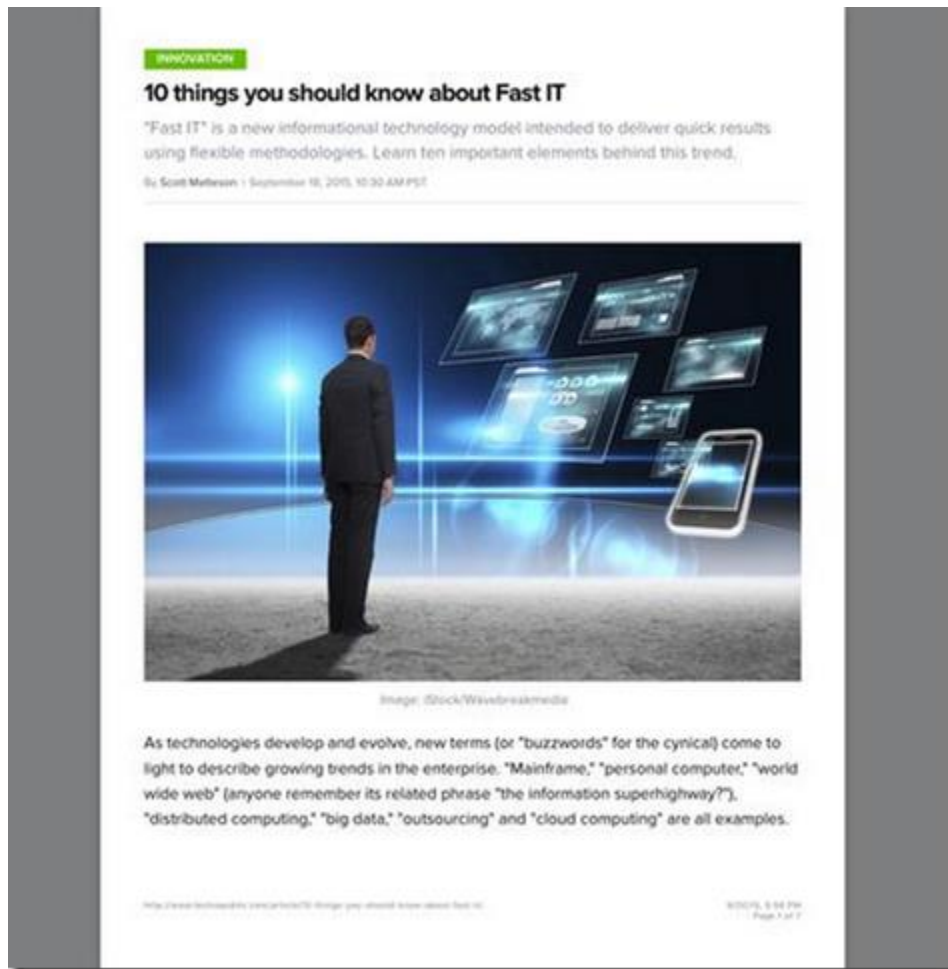 INNOVATION
10 things you should know about Fast IT
"Fast IT" is a new informational technology model intended to deliver quick results
using flexible methodologies. Learn ten important elements behind this trend.
By Scott Matteson | September 18, 2015, 10:30 AM PST
Image: iStock/Wavebreakmedia
As technologies develop and evolve, new terms (or "buzzwords" for the cynical) come to
light to describe growing trends in the enterprise. "Mainframe," "personal computer," "world
wide web" (anyone remember its related phrase "the information superhighway?"),
"distributed computing," "big data," "outsourcing" and "cloud computing" are all examples.
Page 1 of 7